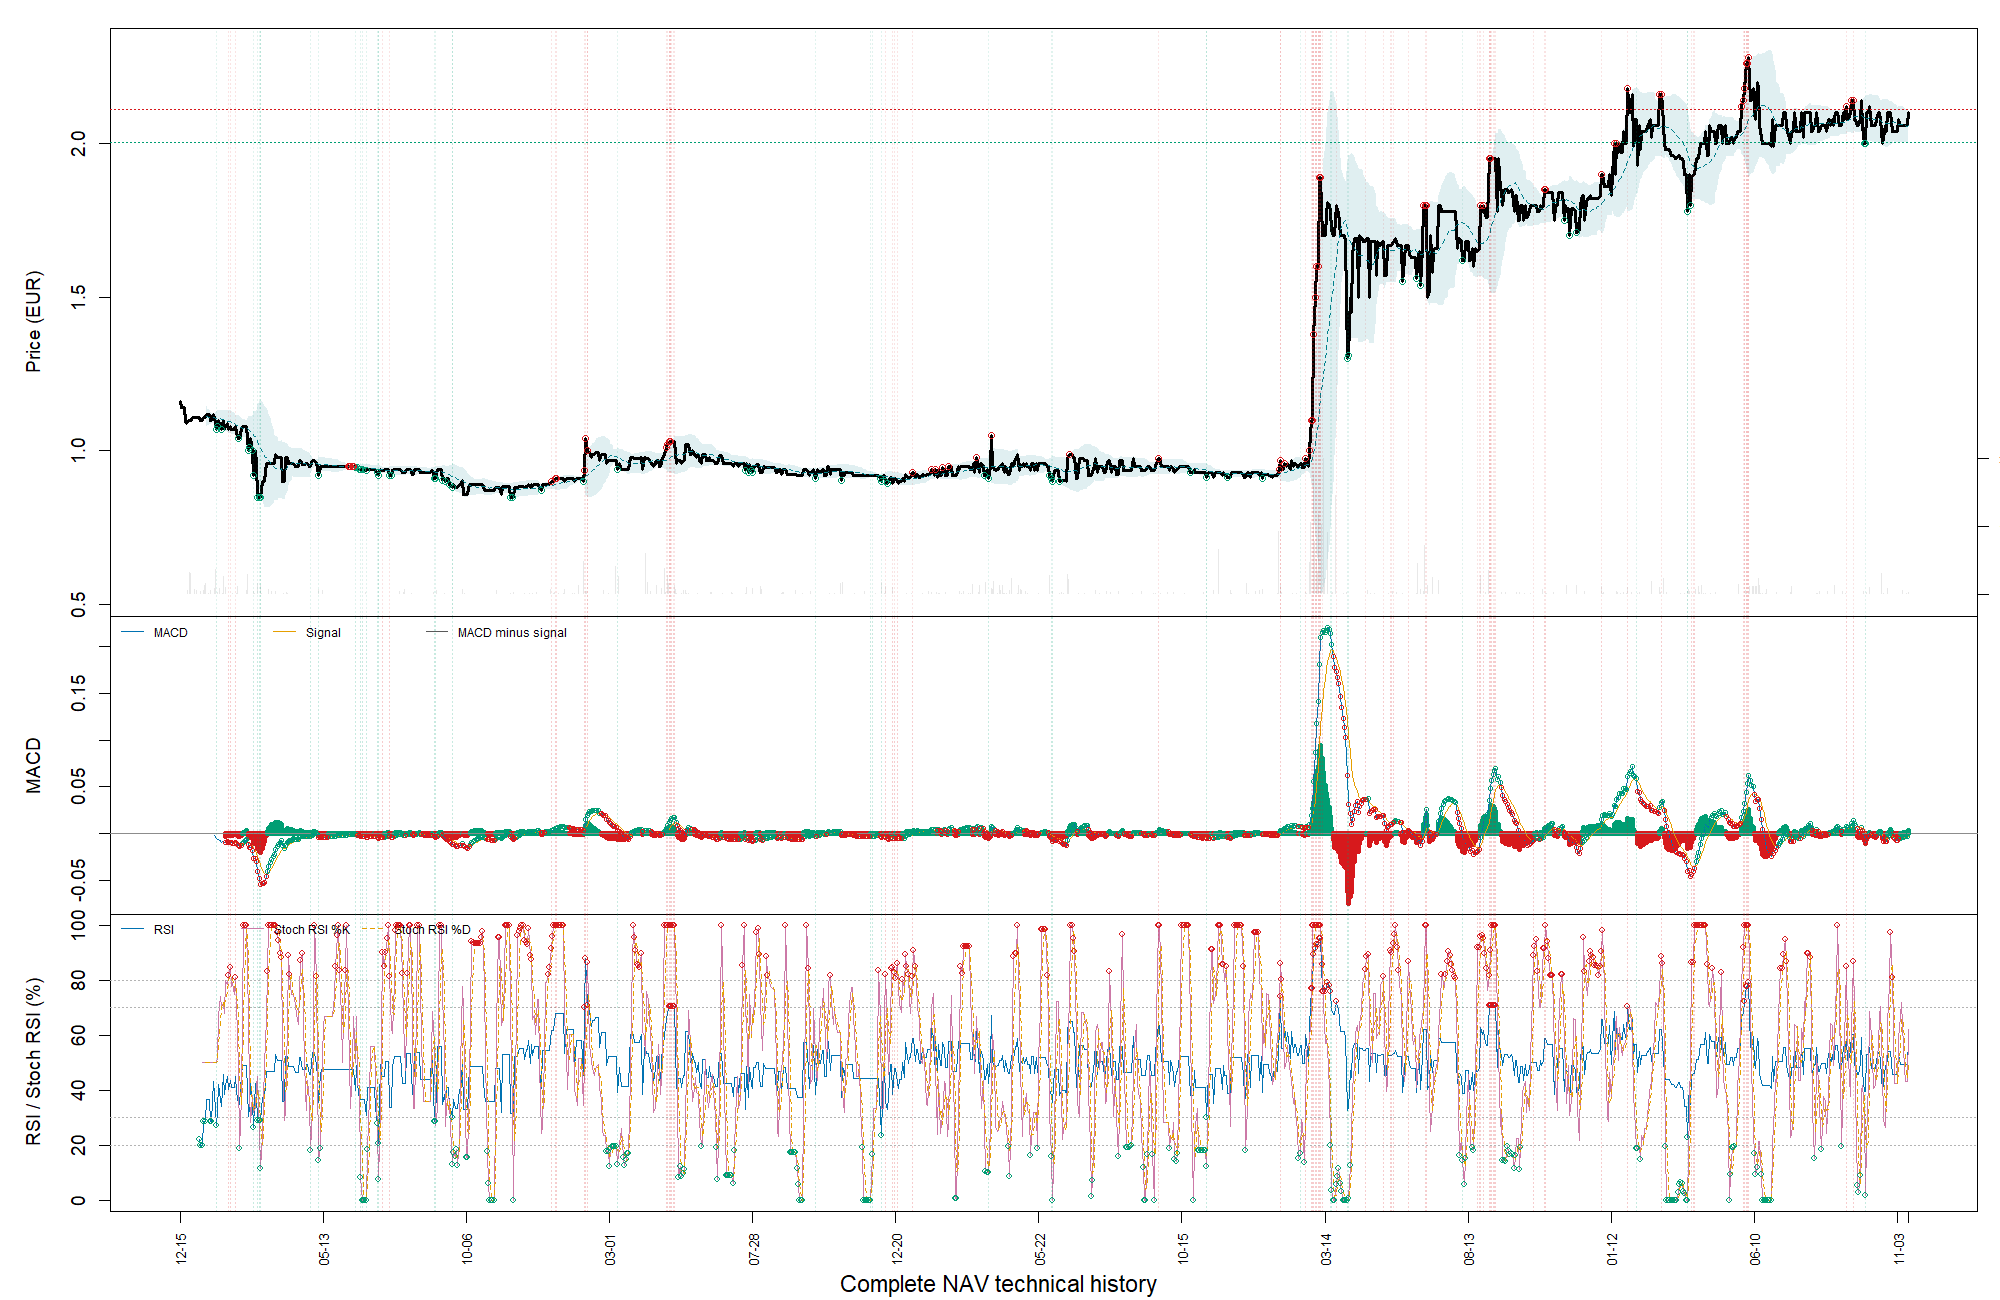 Price (EUR)
2.0
1.5
1.0
0.5
MACD
Signal
MACD minus signal
MACD
0.15
0.05
-0.05
RSI
Stoch RSI %K
Stoch RSI %D
RSI / Stoch RSI (%)
100
80
60
40
20
0
12-15
05-13
10-06
03-01
07-28
12-20
05-22
10-15
03-14
08-13
01-12
06-10
11-03
Complete NAV technical history